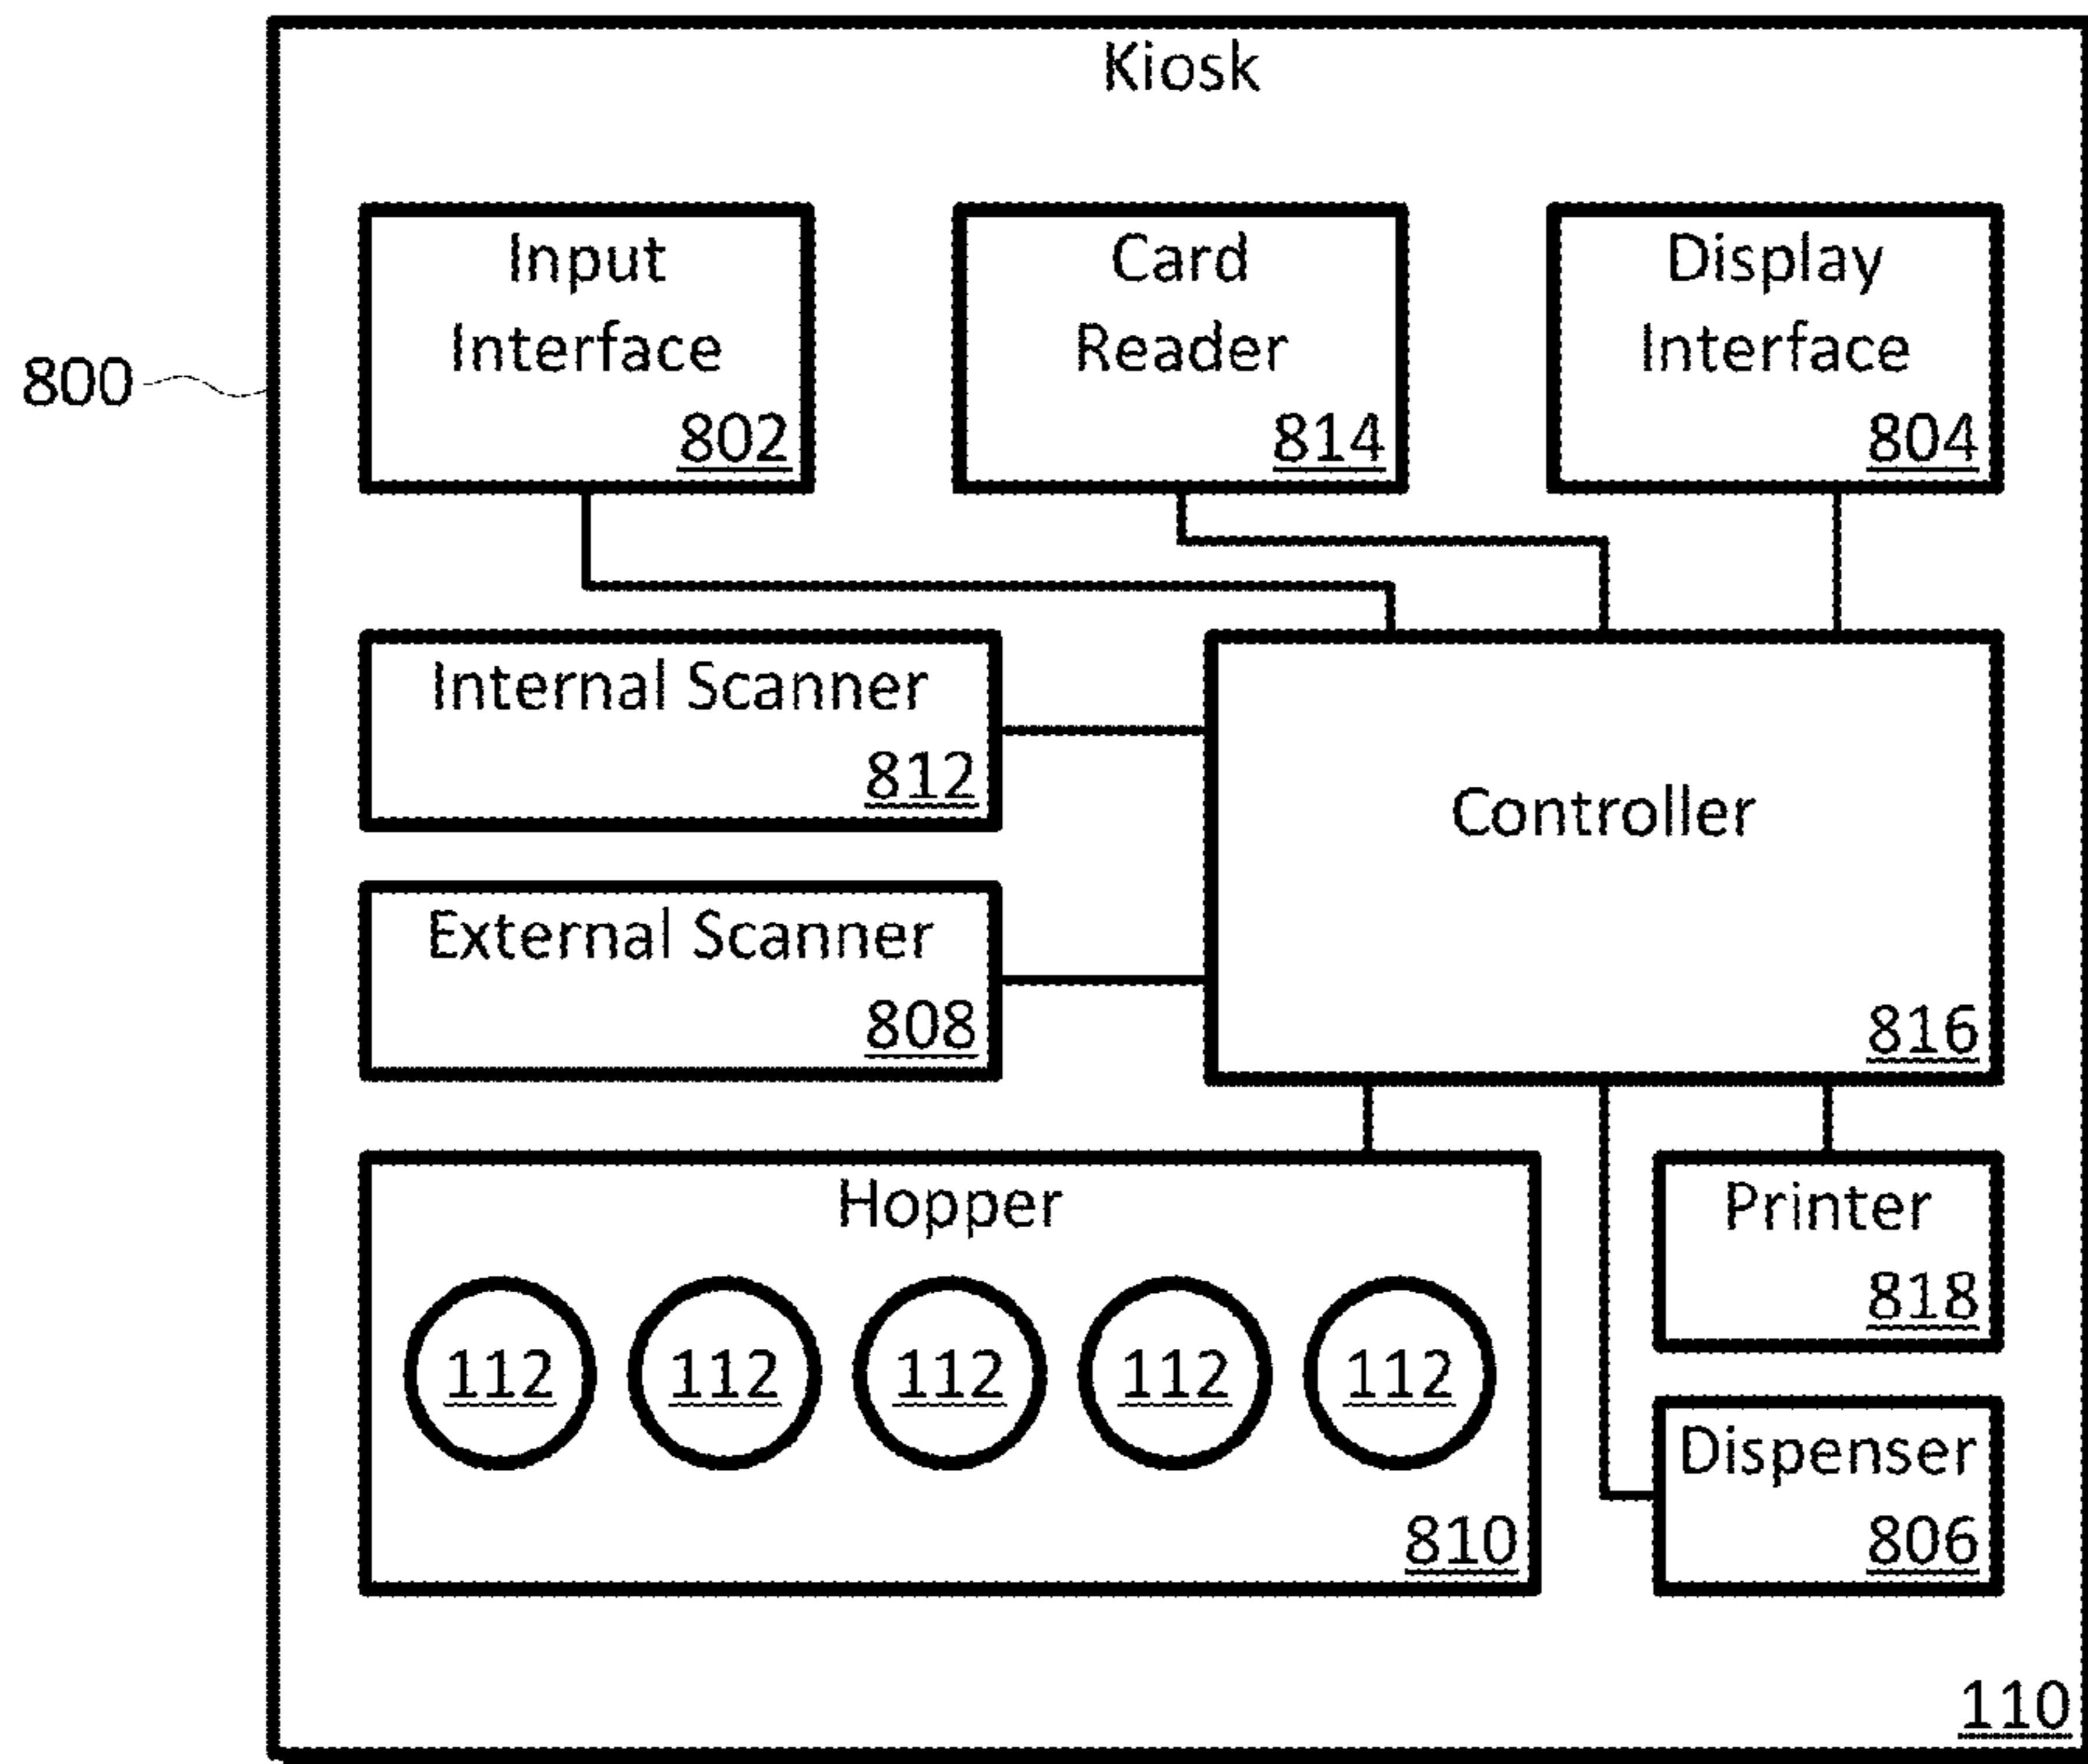 Kiosk
Input
Interface
802
Card
Reader
814
Display
Interface
804
800
Internal Scanner
812
Controller
816
External Scanner
808
Hopper
112 112 112 112 112
810
Printer
818
Dispenser
806
110